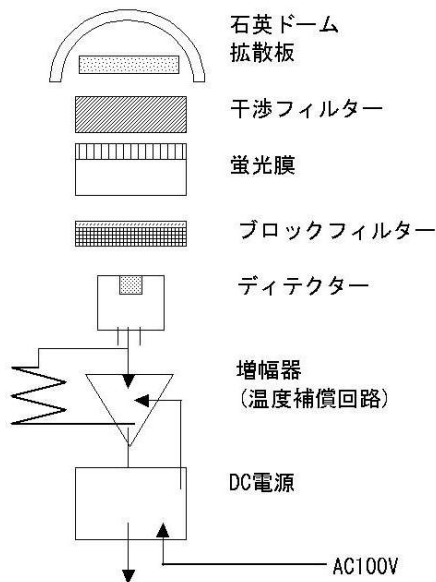 石英ドーム
拡散板
干渉フィルター
蛍光膜
ブロックフィルター
ディテクター
増幅器
(温度補償回路)
DC電源
AC100V